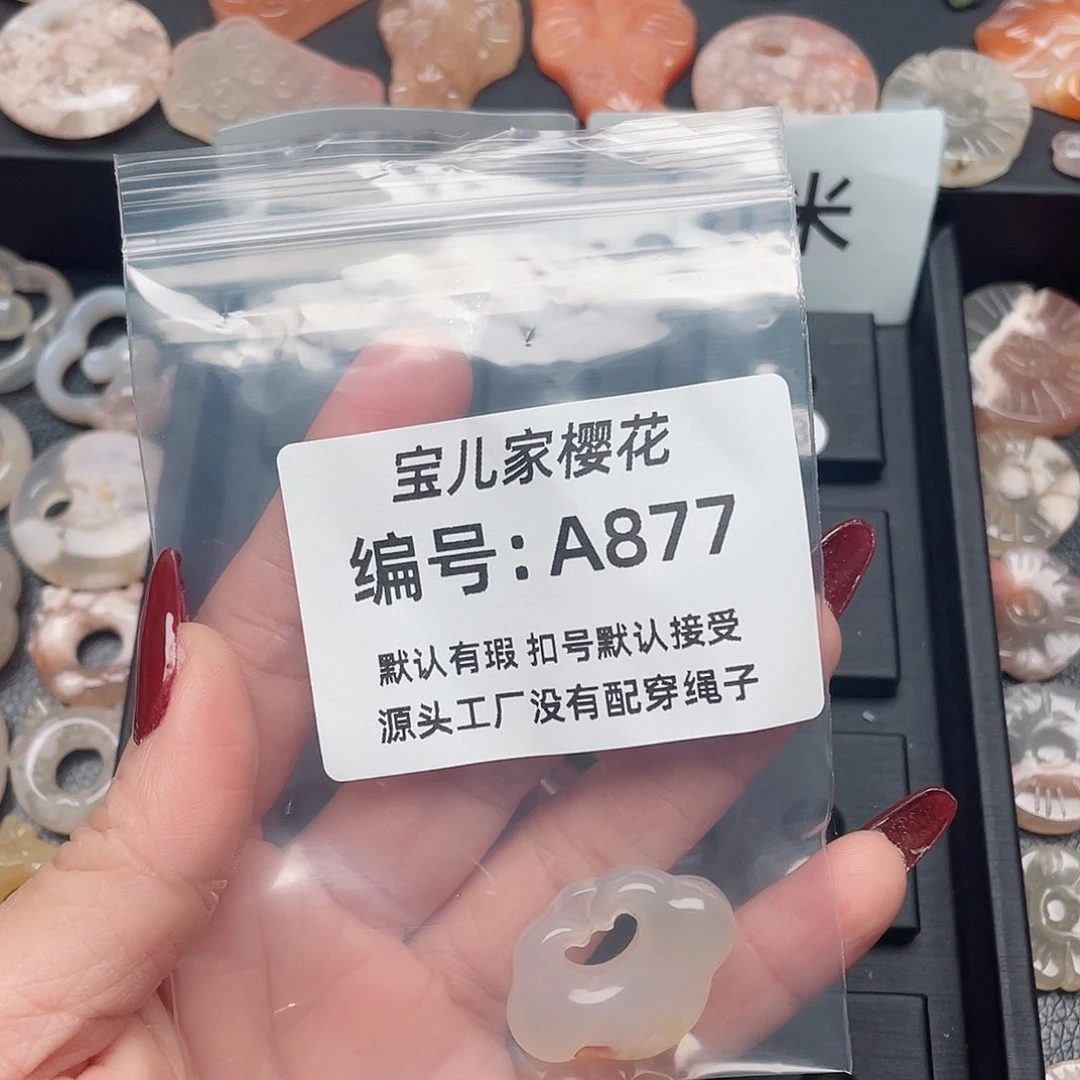 米
宝儿家樱花
编号:A877
默认有瑕 扣号默认接受
源头工厂没有配穿绳子